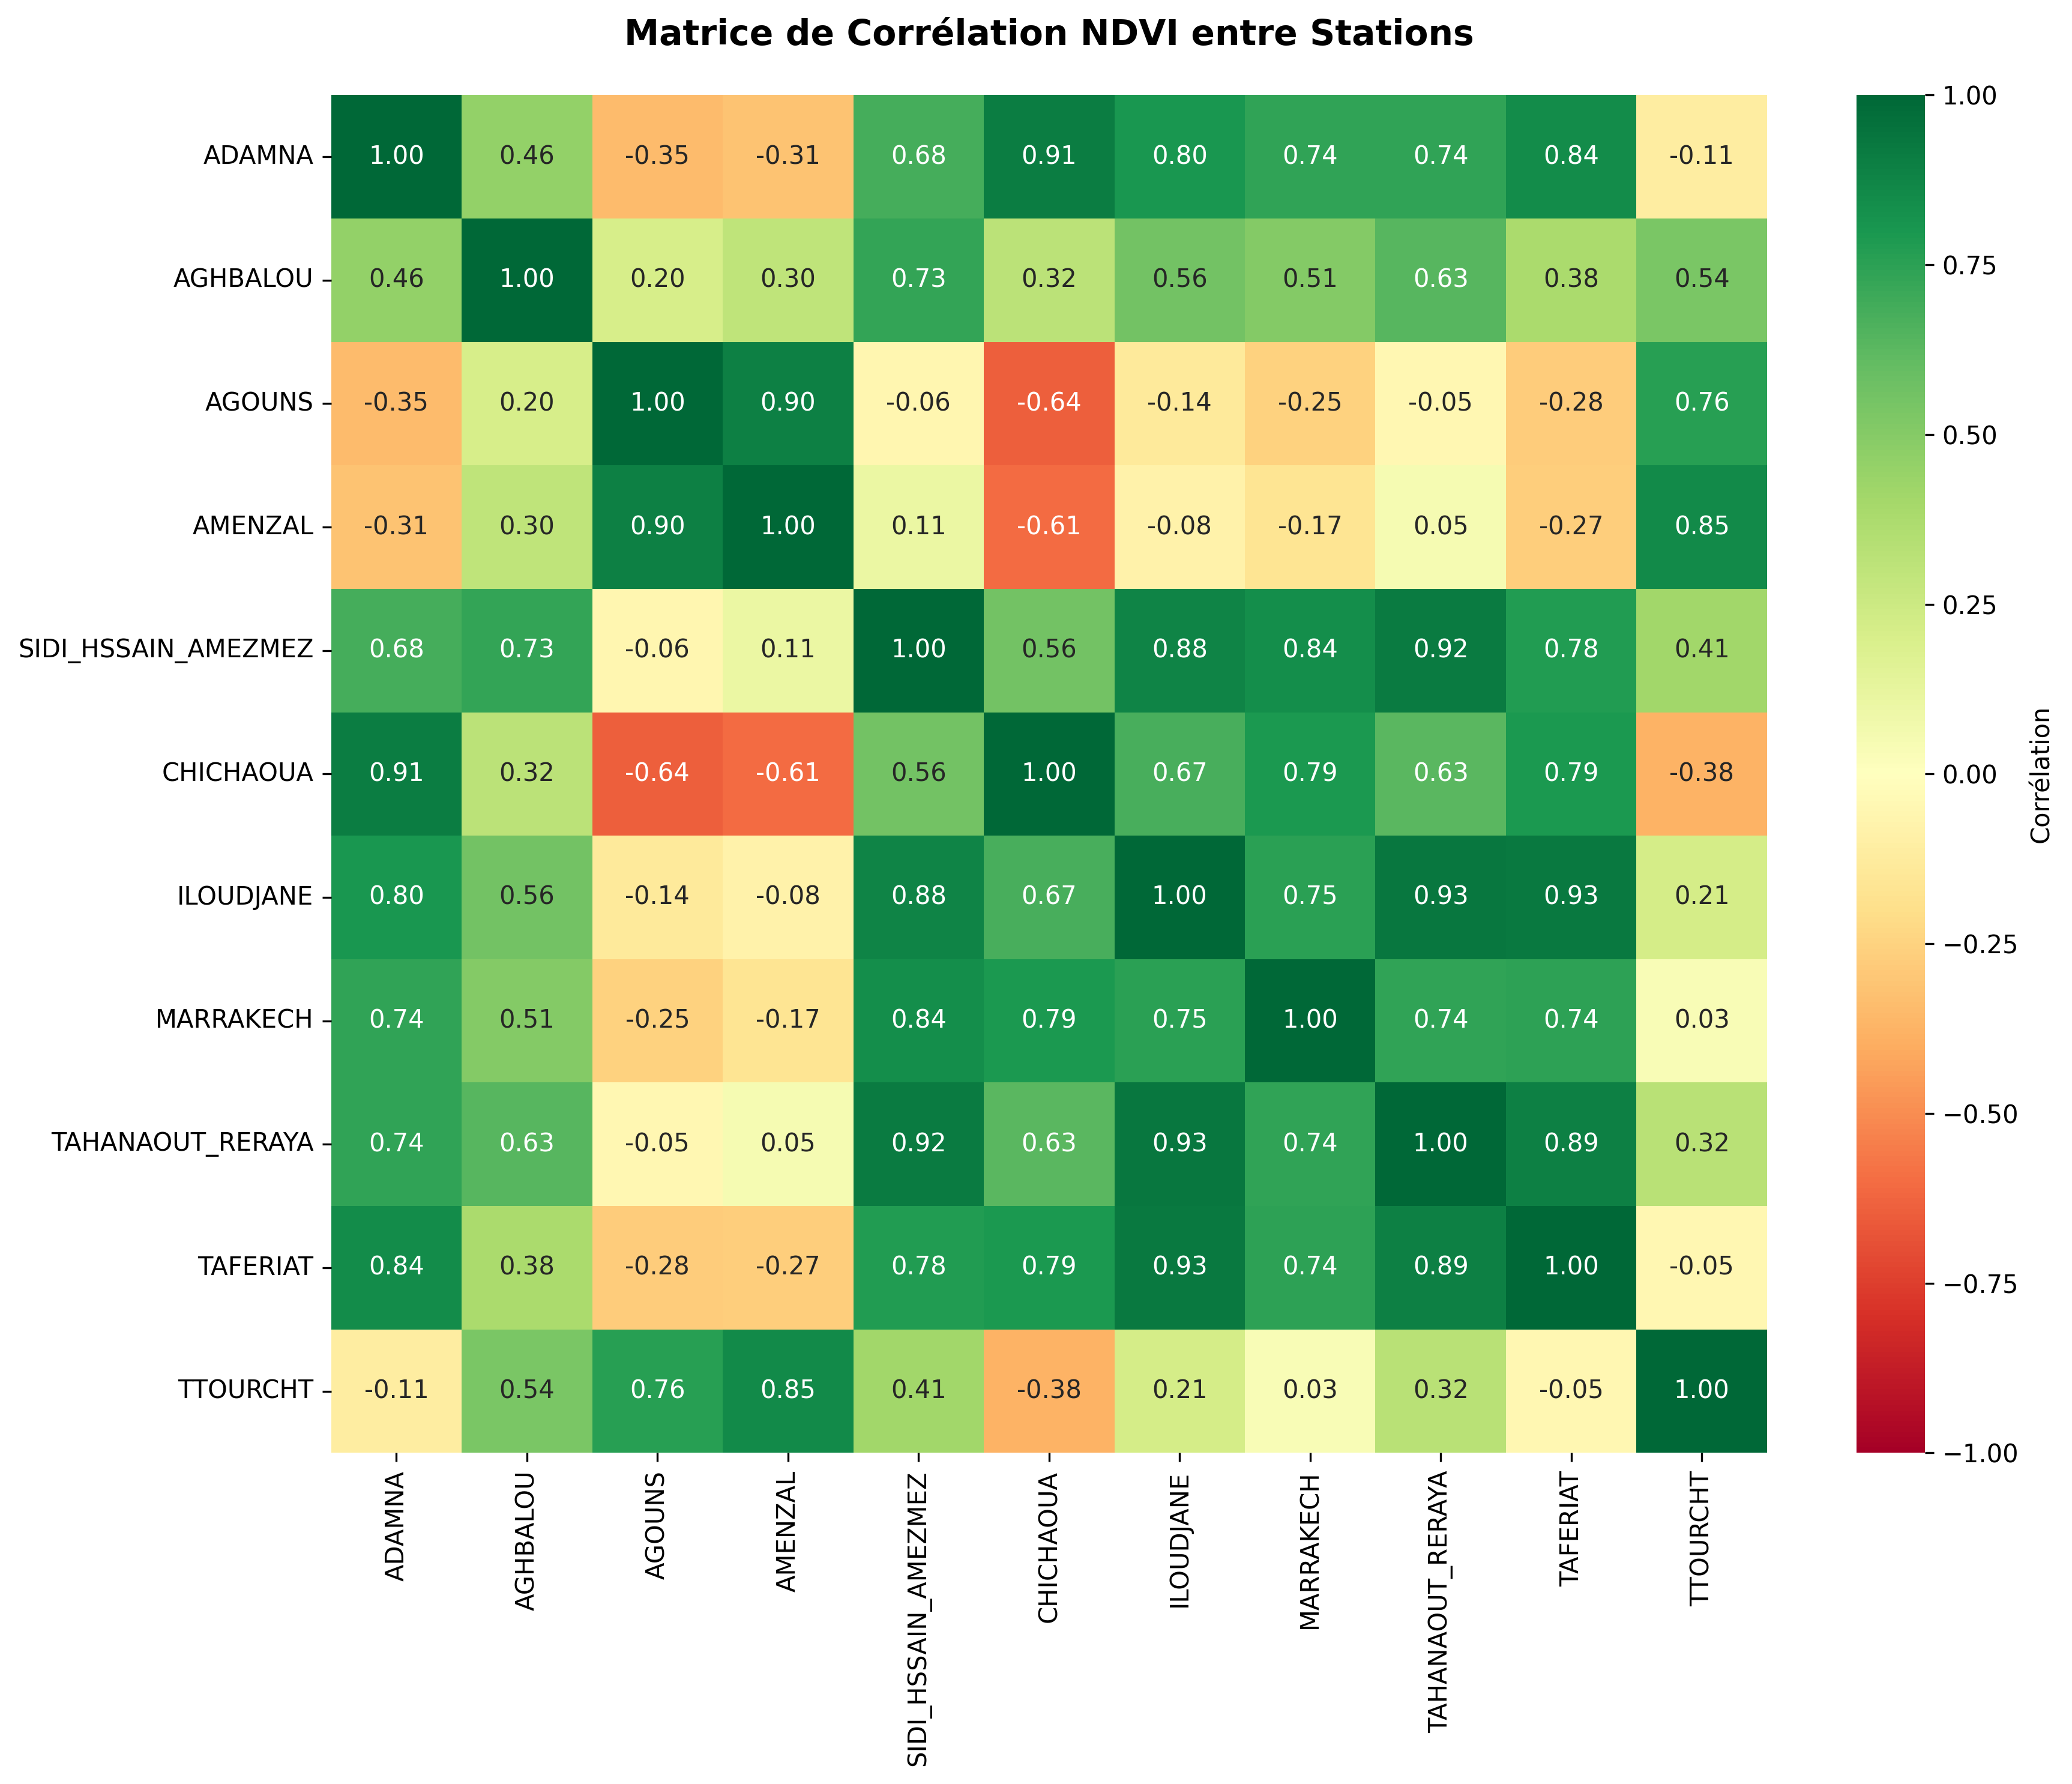 Matrice de Corrélation NDVI entre Stations
ADAMNA 1.00 0.46 -0.35 -0.31 0.68 0.91 0.80 0.74 0.74 0.84 -0.11
AGHBALOU 0.46 1.00 0.20 0.30 0.73 0.32 0.56 0.51 0.63 0.38 0.54
AGOUNS -0.35 0.20 1.00 0.90 -0.06 -0.64 -0.14 -0.25 -0.05 -0.28 0.76
AMENZAL -0.31 0.30 0.90 1.00 0.11 -0.61 -0.08 -0.17 0.05 -0.27 0.85
SIDI_HSSAIN_AMEZMEZ 0.68 0.73 -0.06 0.11 1.00 0.56 0.88 0.84 0.92 0.78 0.41
CHICHAOUA 0.91 0.32 -0.64 -0.61 0.56 1.00 0.67 0.79 0.63 0.79 -0.38
ILOUDJANE 0.80 0.56 -0.14 -0.08 0.88 0.67 1.00 0.75 0.93 0.93 0.21
MARRAKECH 0.74 0.51 -0.25 -0.17 0.84 0.79 0.75 1.00 0.74 0.74 0.03
TAHANAOUT_RERAYA 0.74 0.63 -0.05 0.05 0.92 0.63 0.93 0.74 1.00 0.89 0.32
TAFERIAT 0.84 0.38 -0.28 -0.27 0.78 0.79 0.93 0.74 0.89 1.00 -0.05
TTOURCHT -0.11 0.54 0.76 0.85 0.41 -0.38 0.21 0.03 0.32 -0.05 1.00
ADAMNA
AGHBALOU
AGOUNS
AMENZAL
SIDI_HSSAIN_AMEZMEZ
CHICHAOUA
ILOUDJANE
MARRAKECH
TAHANAOUT_RERAYA
TAFERIAT
TTOURCHT
1.00
0.75
0.50
0.25
0.00
−0.25
−0.50
−0.75
−1.00
Corrélation